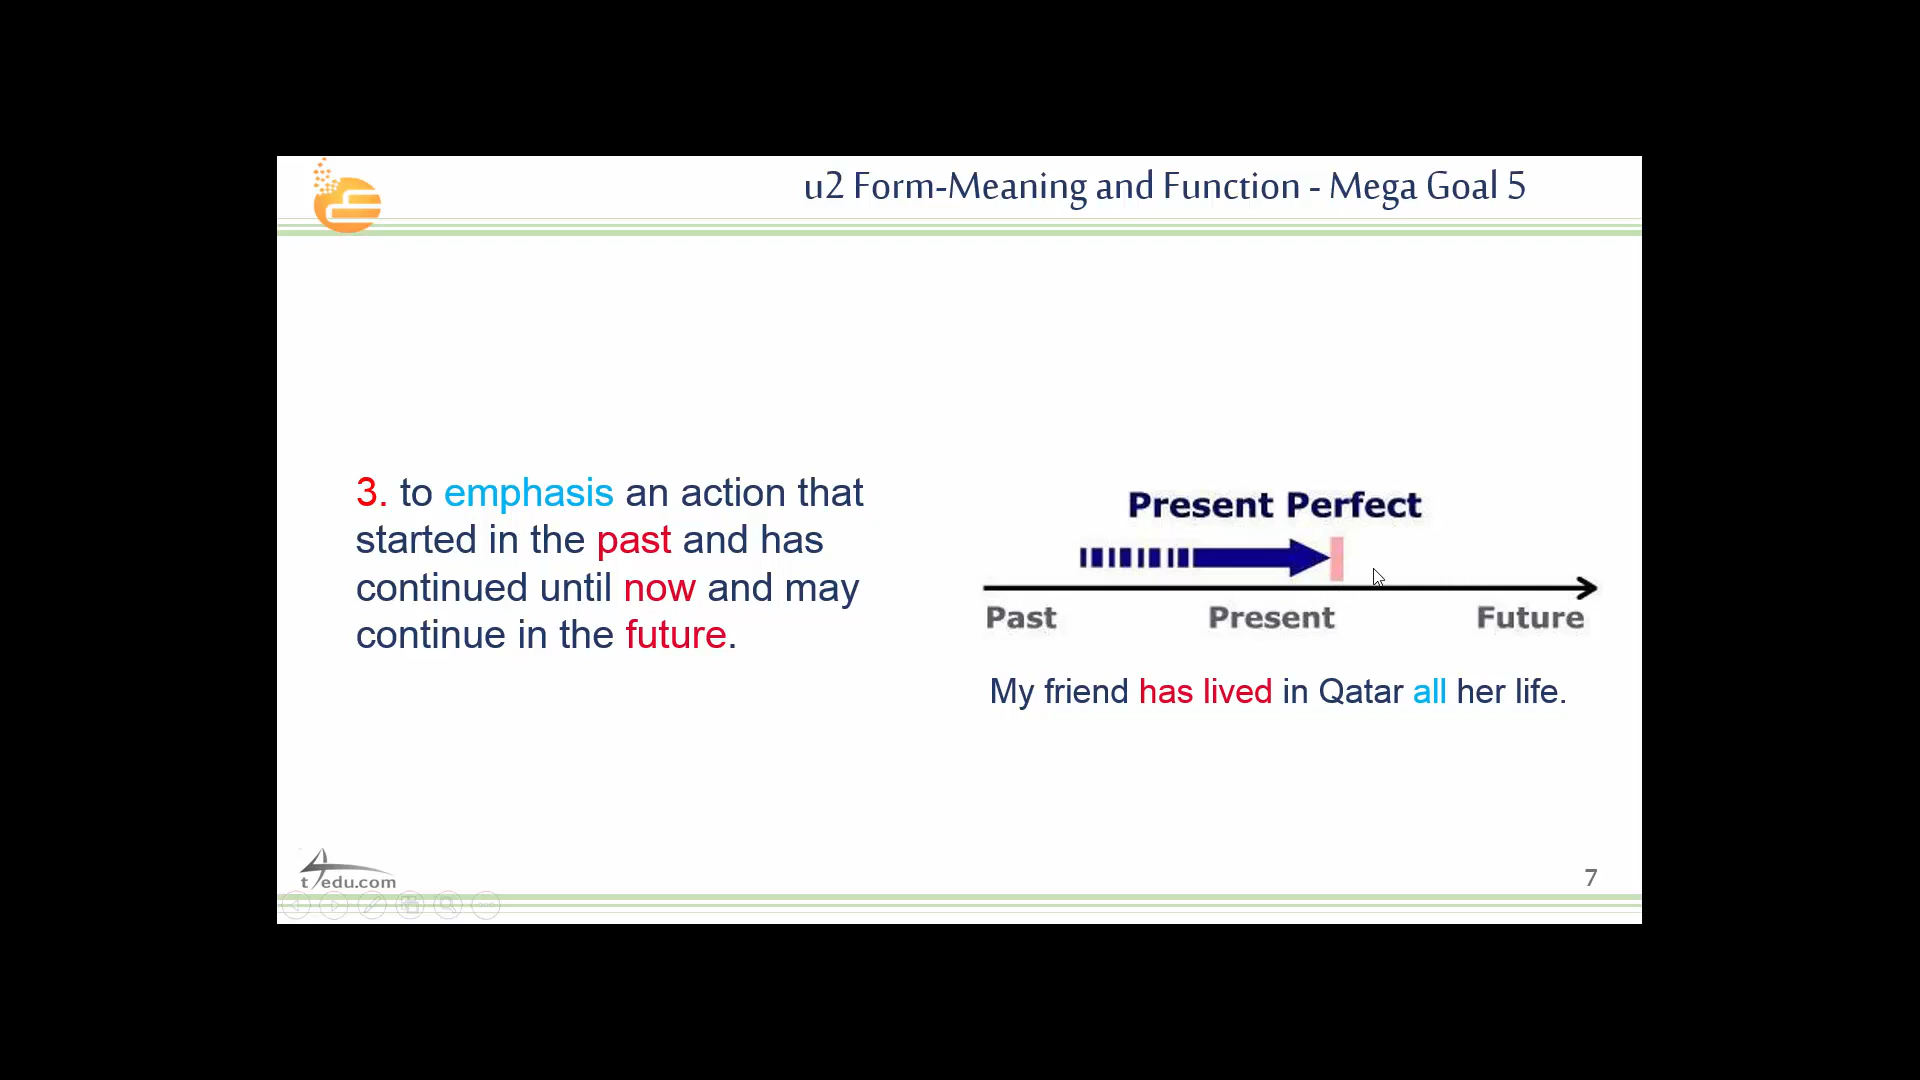 u2 Form-Meaning and Function - Mega Goal 5
3. to emphasis an action that
started in the past and has
continued until now and may
continue in the future.
Present Perfect
Past Present Future
My friend has lived in Qatar all her life.
t4edu.com
7